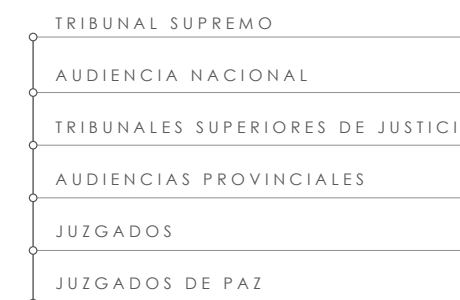 TRIBUNAL SUPREMO
AUDIENCIA NACIONAL
TRIBUNALES SUPERIORES DE JUSTICI
AUDIENCIAS PROVINCIALES
JUZGADOS
JUZGADOS DE PAZ